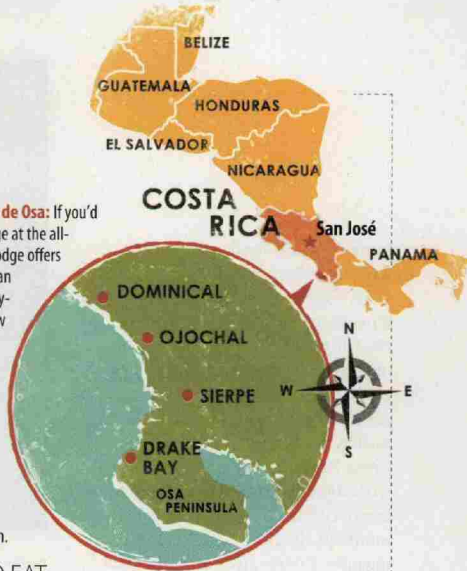 BELIZE
GUATEMALA
HONDURAS
EL SALVADOR
NICARAGUA
de Osa: If you'd
COSTA
RICA
San José
e at the all-
odge offers
PANAMA
an
y-
w
DOMINICAL
OJOCHAL
N
W
E
S
SIERPE
DRAKE
BAY
OSA
PENINSULA
n.